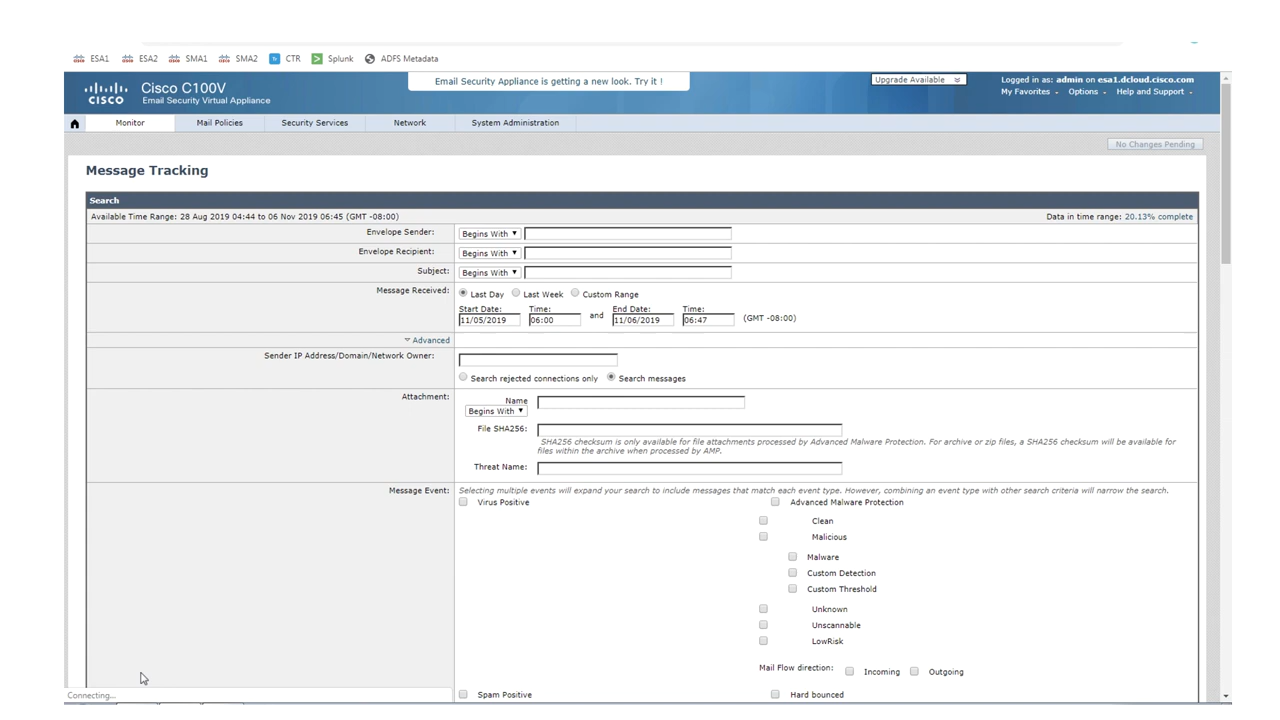 ESA1 ESA2 SMA1 SMA2 CTR Splunk ADFS Metadata
Email Security Appliance is getting a new look. Try it !
Upgrade Available
Logged in as: admin on esa1.dcloud.cisco.com
My Favorites Options Help and Support
CISCO
Cisco C100V
Email Security Virtual Appliance
Monitor Mail Policies Security Services Network System Administration
No Changes Pending
Message Tracking
Search
Available Time Range: 28 Aug 2019 04:44 to 06 Nov 2019 06:45 (GMT -08:00) Data in time range: 20.13% complete
Envelope Sender: Begins With
Envelope Recipient: Begins With
Subject: Begins With
Message Received: Last Day Last Week Custom Range
Start Date: Time: End Date: Time:
11/05/2019 06:00 and 11/06/2019 06:47 (GMT -08:00)
Advanced
Sender IP Address/Domain/Network Owner:
Search rejected connections only Search messages
Attachment: Name
Begins With
File SHA256:
SHA256 checksum is only available for file attachments processed by Advanced Malware Protection. For archive or zip files, a SHA256 checksum will be available for
files within the archive when processed by AMP.
Threat Name:
Message Event: Selecting multiple events will expand your search to include messages that match each event type. However, combining an event type with other search criteria will narrow the search.
Virus Positive Advanced Malware Protection
Clean
Malicious
Malware
Custom Detection
Custom Threshold
Unknown
Unscannable
LowRisk
Mail Flow direction: Incoming Outgoing
Spam Positive Hard bounced
Connecting...